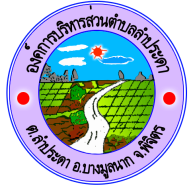 องค์การบริหารส่วนตำบลลำประดา
ต.ลำประดา อ.บางมูลนาก จ.พิจิตร